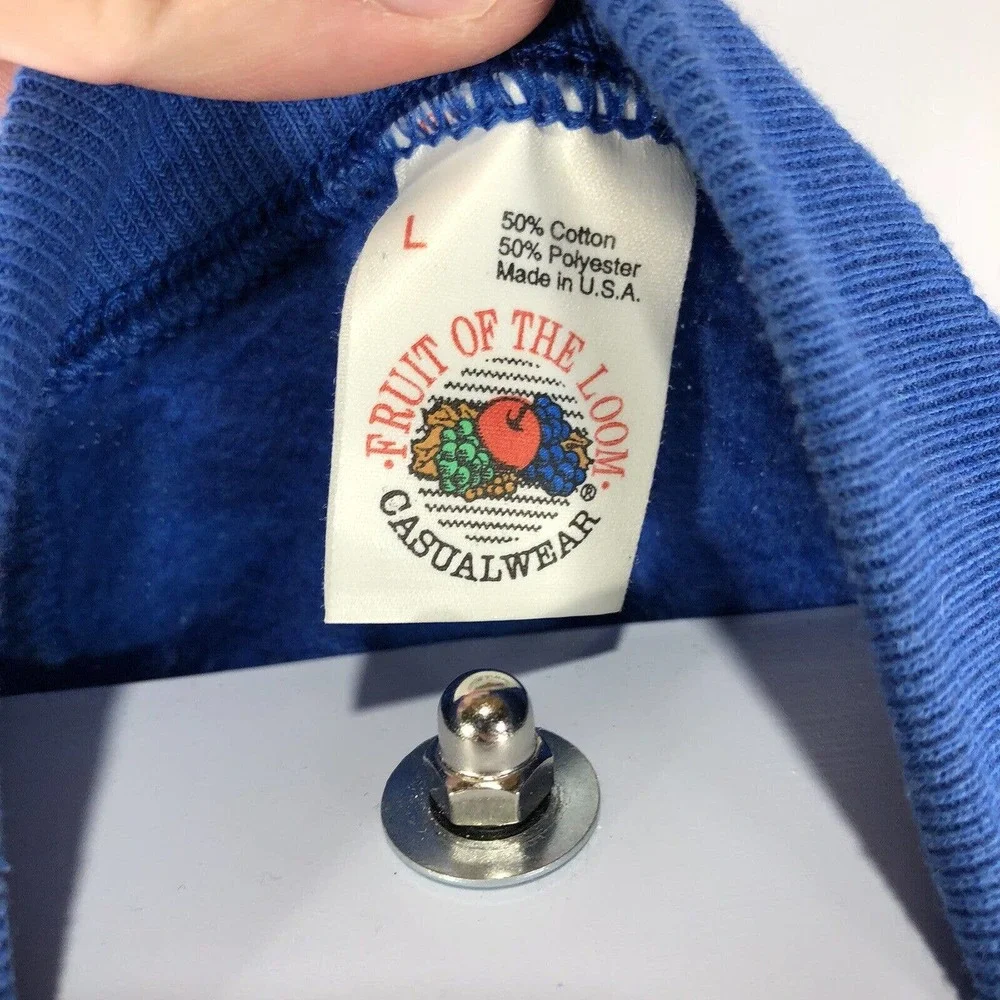 L
50% Cotton
50% Polyester
Made in U.S.A.
·FRUIT OF THE LOOM·
®
CASUALWEAR